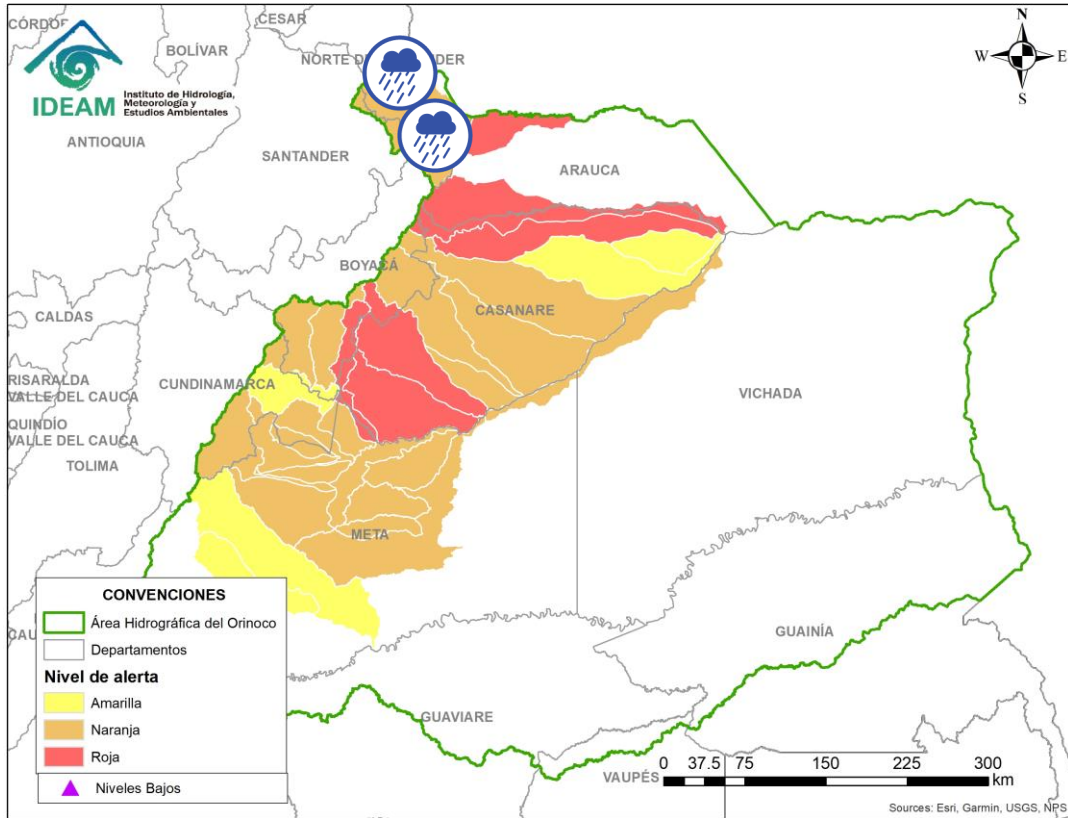 CÓRDOB
CESAR
BOLÍVAR
NORTE D
DER
N
W
E
S
IDEAM
Instituto de Hidrología,
Meteorología y
Estudios Ambientales
ANTIOQUIA
SANTANDER
ARAUCA
BOYACÁ
CASANARE
CALDAS
RISARALDA
VALLE DEL CAUCA
CUNDINAMARCA
VICHADA
QUINDÍO
VALLE DEL CAUCA
TOLIMA
META
CAU
GUAINÍA
GUAVIARE
VAUPÉS
CONVENCIONES
Área Hidrográfica del Orinoco
Departamentos
Nivel de alerta
Amarilla
Naranja
Roja
Niveles Bajos
0 37.5 75 150 225 300
km
Sources: Esri, Garmin, USGS, NPS